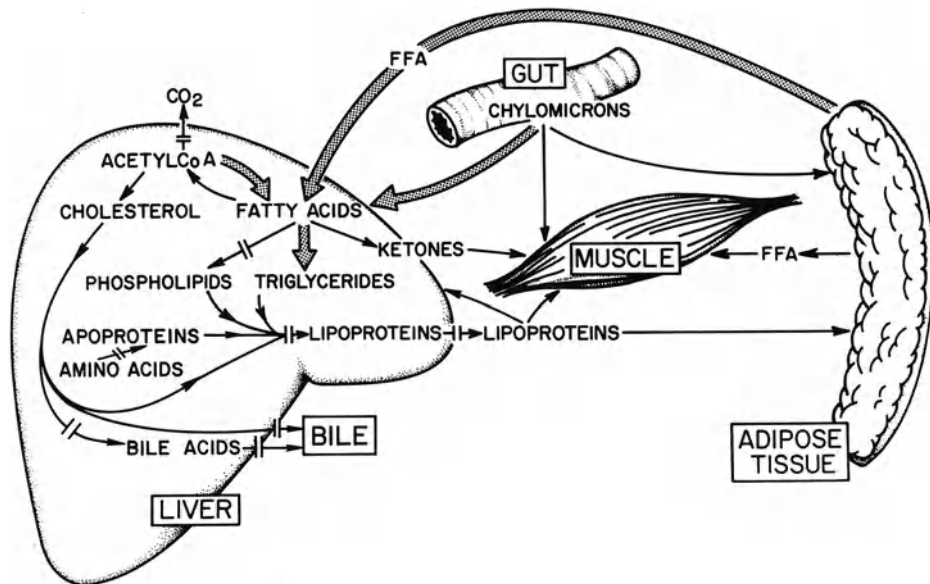 FFA
GUT
CHYLOMICRONS
CO2
ACETYLCoA
CHOLESTEROL
FATTY ACIDS
KETONES
MUSCLE
FFA
PHOSPHOLIPIDS
TRIGLYCERIDES
APOPROTEINS
LIPOPROTEINS
LIPOPROTEINS
AMINO ACIDS
BILE ACIDS
BILE
ADIPOSE
TISSUE
LIVER